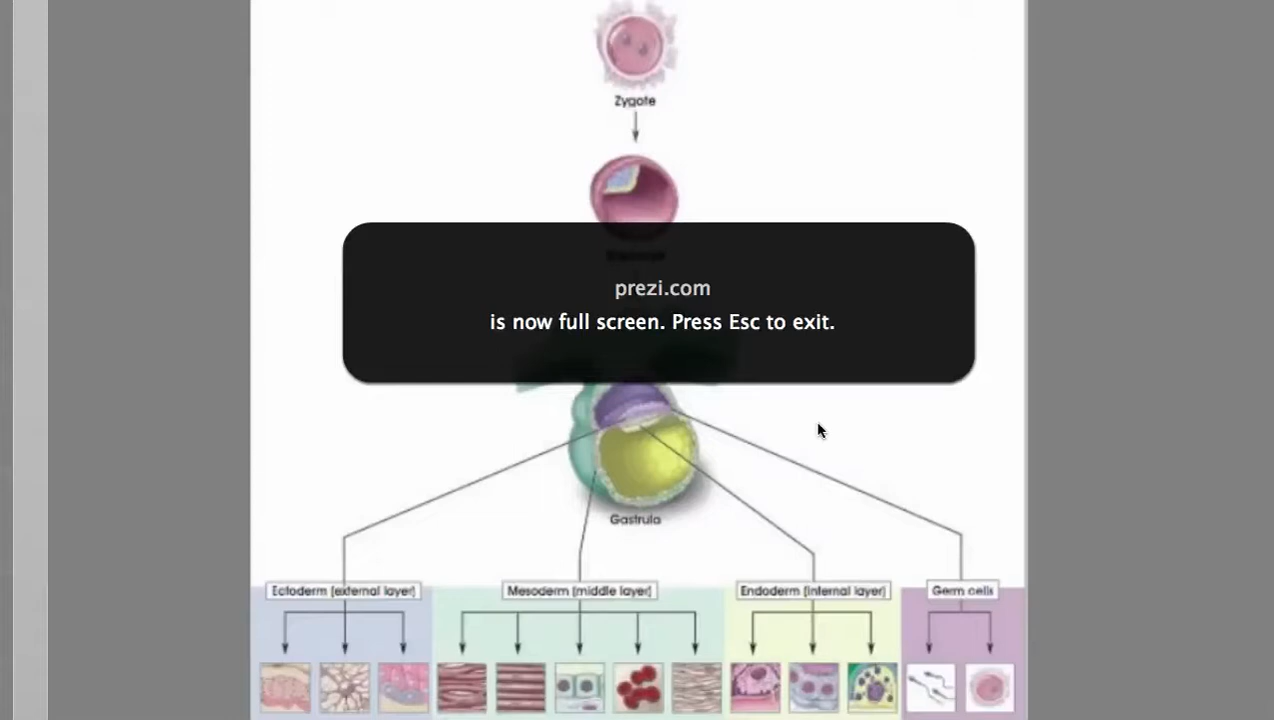 Zygote
prezi.com
is now full screen. Press Esc to exit.
Gastrula
Ectoderm (external layer)
Mesoderm (middle layer)
Endoderm (internal layer)
Germ cells